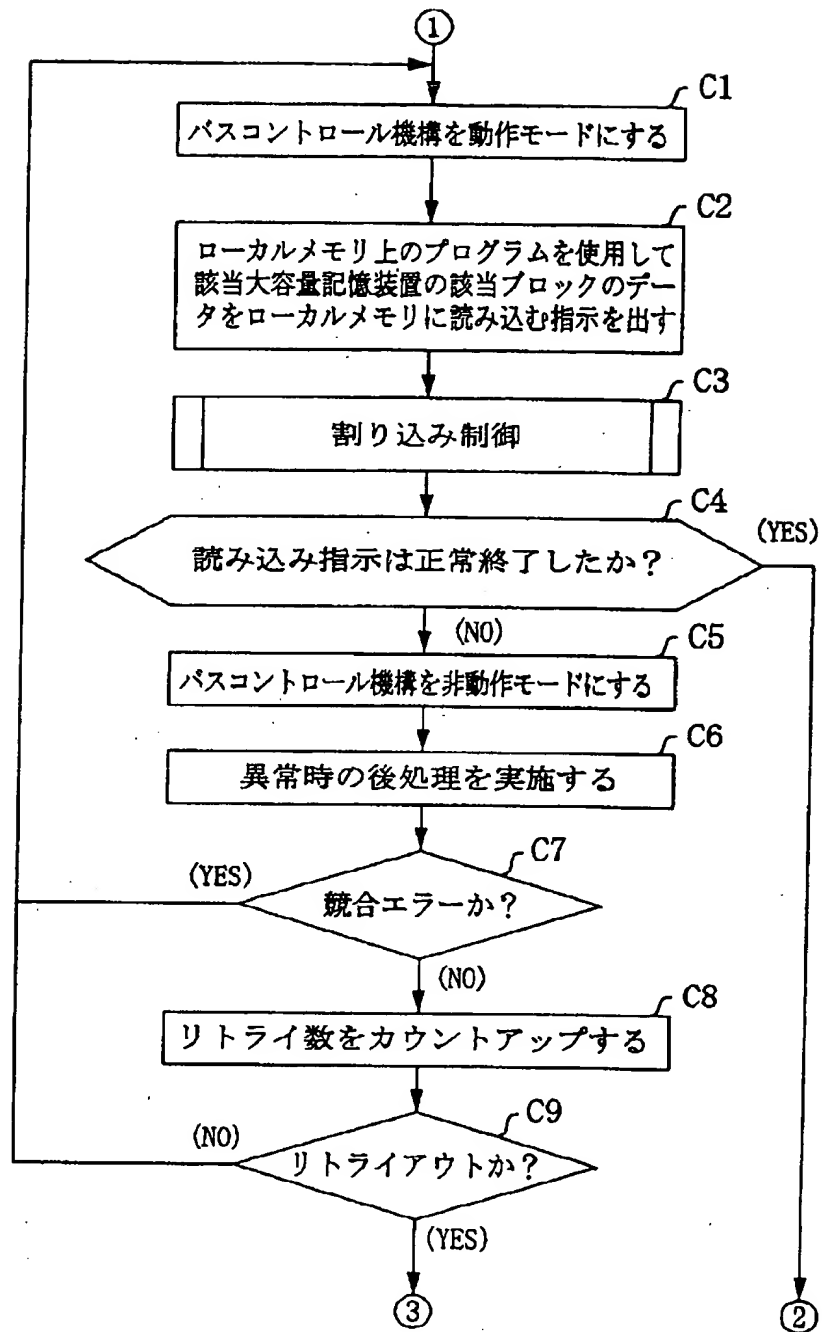 ①
C1
バスコントロール機構を動作モードにする
C2
ローカルメモリ上のプログラムを使用して
該当大容量記憶装置の該当ブロックのデー
タをローカルメモリに読み込む指示を出す
C3
割り込み制御
C4
(YES)
読み込み指示は正常終了したか？
(NO)
C5
バスコントロール機構を非動作モードにする
C6
異常時の後処理を実施する
C7
(YES)
競合エラーか？
(NO)
C8
リトライ数をカウントアップする
C9
(NO)
リトライアウトか？
(YES)
③
②